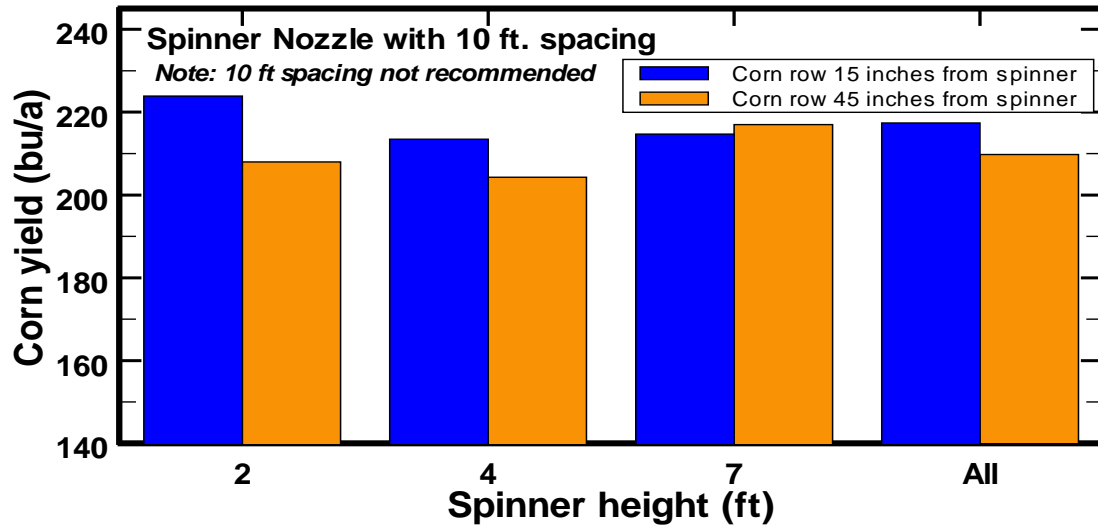 Spinner Nozzle with 10 ft. spacing
Note: 10 ft spacing not recommended
Corn row 15 inches from spinner
Corn row 45 inches from spinner
Corn yield (bu/a)
240
220
200
180
160
140
2 4 7 All
Spinner height (ft)